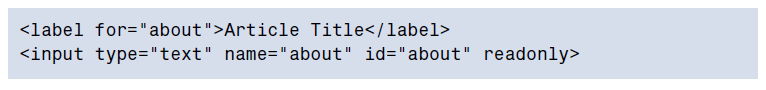 <label for="about">Article Title</label>
<input type="text" name="about" id="about" readonly>